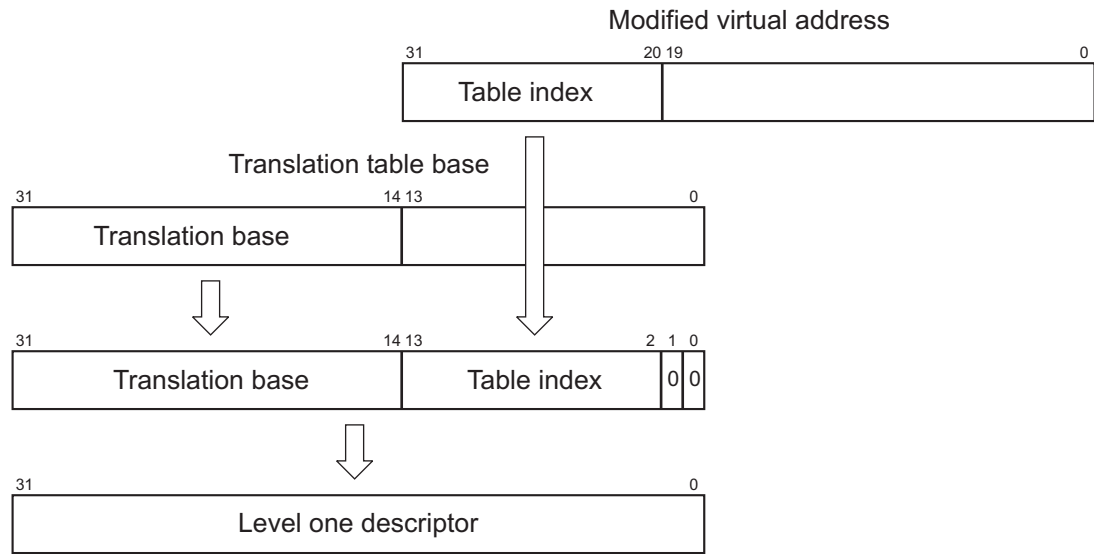 Modified virtual address
31 20 19 0
Table index
Translation table base
31 14 13 0
Translation base
31 14 13 2 1 0
Translation base Table index 0 0
31 0
Level one descriptor